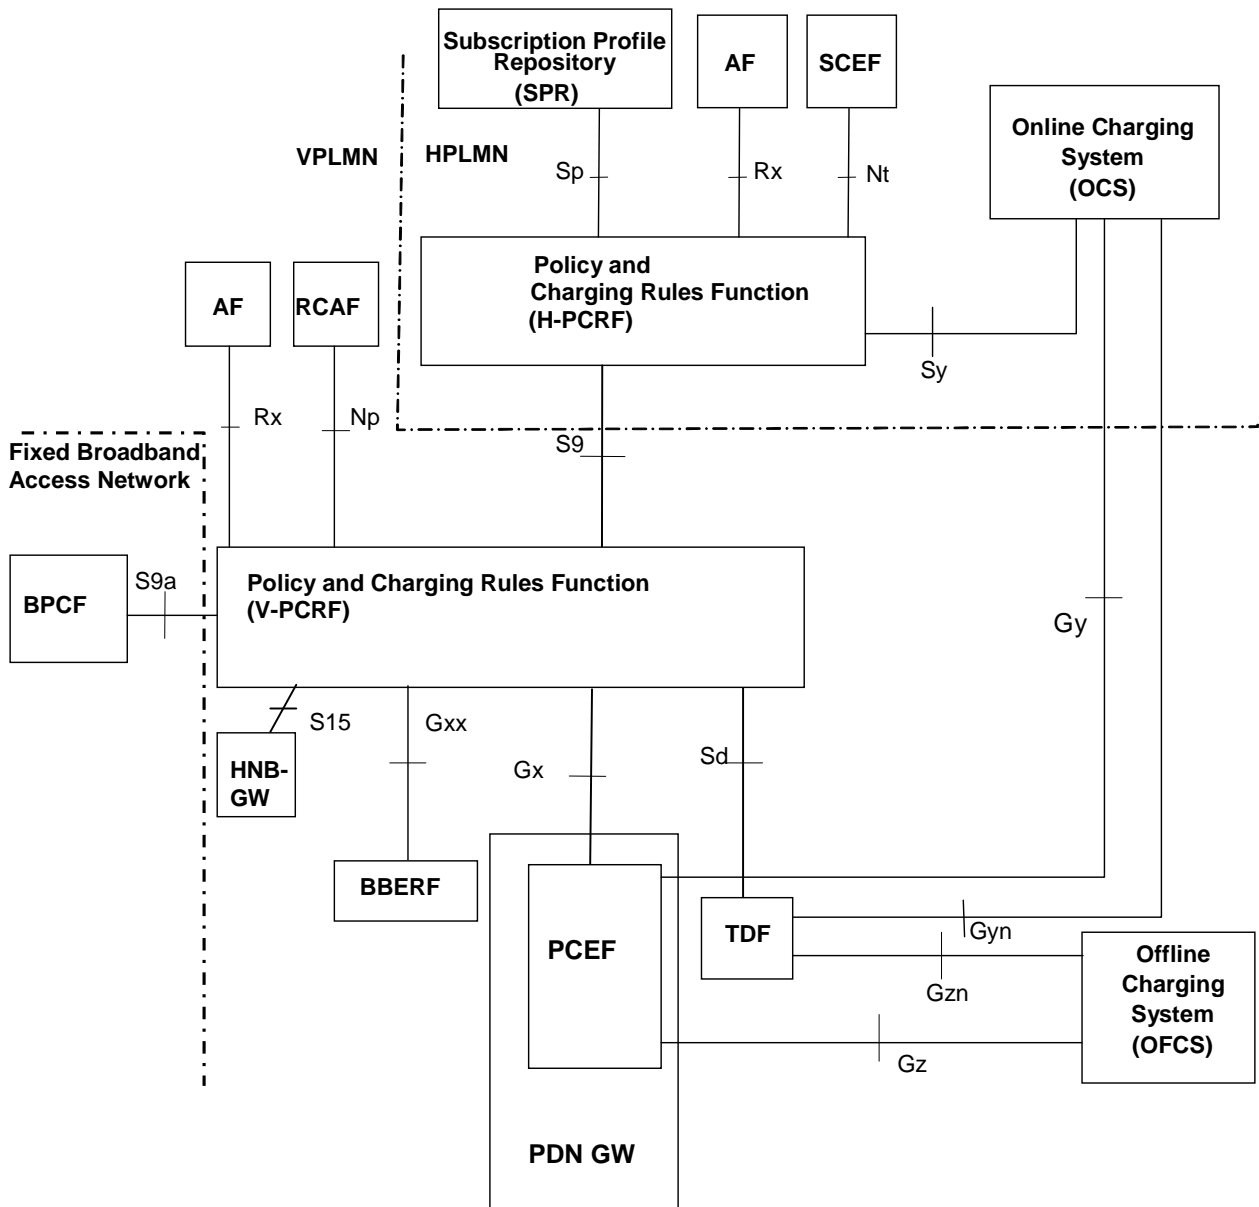 Subscription Profile
Repository
(SPR)
AF
SCEF
Online Charging
System
(OCS)
VPLMN
HPLMN
Sp
Rx
Nt
Policy and
Charging Rules Function
(H-PCRF)
AF
RCAF
Sy
Rx
Np
S9
Fixed Broadband
Access Network
BPCF
S9a
Policy and Charging Rules Function
(V-PCRF)
Gy
S15
Gxx
Gx
Sd
HNB-
GW
BBERF
PCEF
TDF
Gyn
Gzn
Gz
Offline
Charging
System
(OFCS)
PDN GW